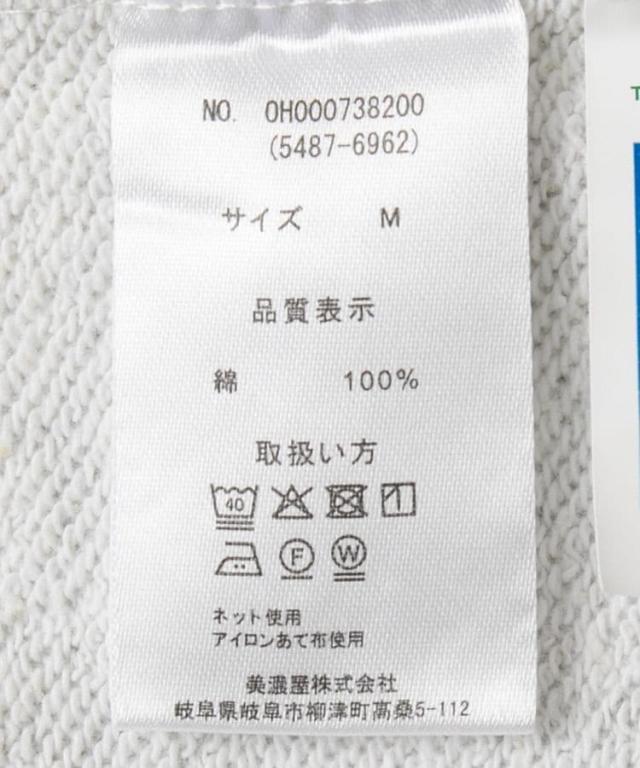 NO. OH000738200
(5487-6962)
サイズ M
品質表示
綿 100%
取扱い方
40
F W
ネット使用
アイロンあて布使用
美濃屋株式会社
岐阜県岐阜市柳津町高桑5-112
T